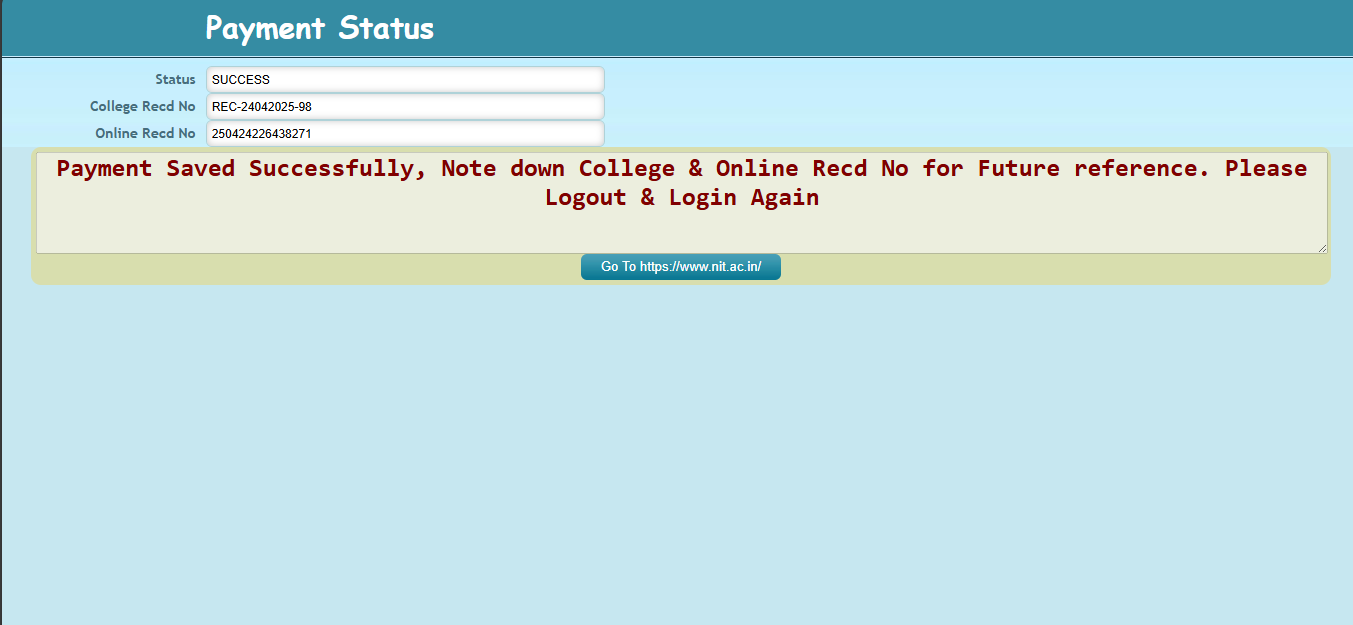 Payment Status
Status SUCCESS
College Recd No REC-24042025-98
Online Recd No 250424226438271
Payment Saved Successfully, Note down College & Online Recd No for Future reference. Please
Logout & Login Again
Go To https://www.nit.ac.in/